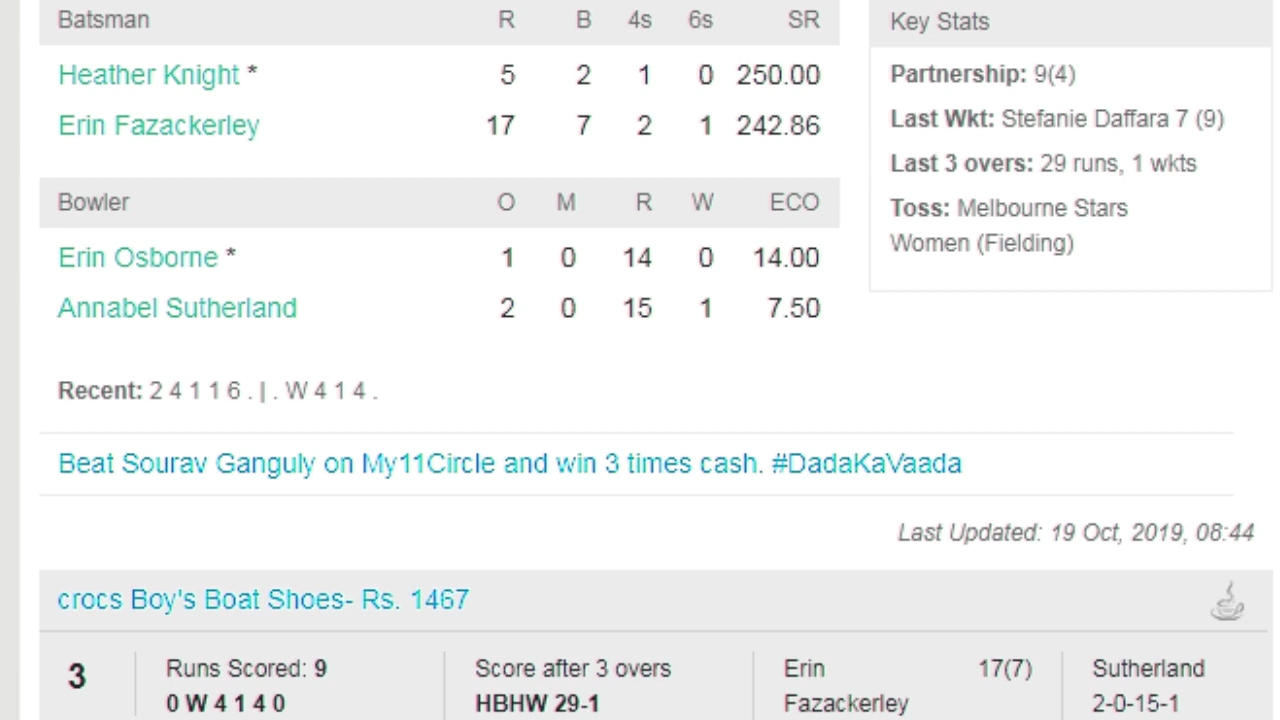 Batsman R B 4s 6s SR
Heather Knight * 5 2 1 0 250.00
Erin Fazackerley 17 7 2 1 242.86
Bowler O M R W ECO
Erin Osborne * 1 0 14 0 14.00
Annabel Sutherland 2 0 15 1 7.50
Key Stats
Partnership: 9(4)
Last Wkt: Stefanie Daffara 7 (9)
Last 3 overs: 29 runs, 1 wkts
Toss: Melbourne Stars
Women (Fielding)
Recent: 2 4 1 1 6 . | . W 4 1 4 .
Beat Sourav Ganguly on My11Circle and win 3 times cash. #DadaKaVaada
Last Updated: 19 Oct, 2019, 08:44
crocs Boy's Boat Shoes- Rs. 1467
3
Runs Scored: 9
0 W 4 1 4 0
Score after 3 overs
HBHW 29-1
Erin 17(7)
Fazackerley
Sutherland
2-0-15-1